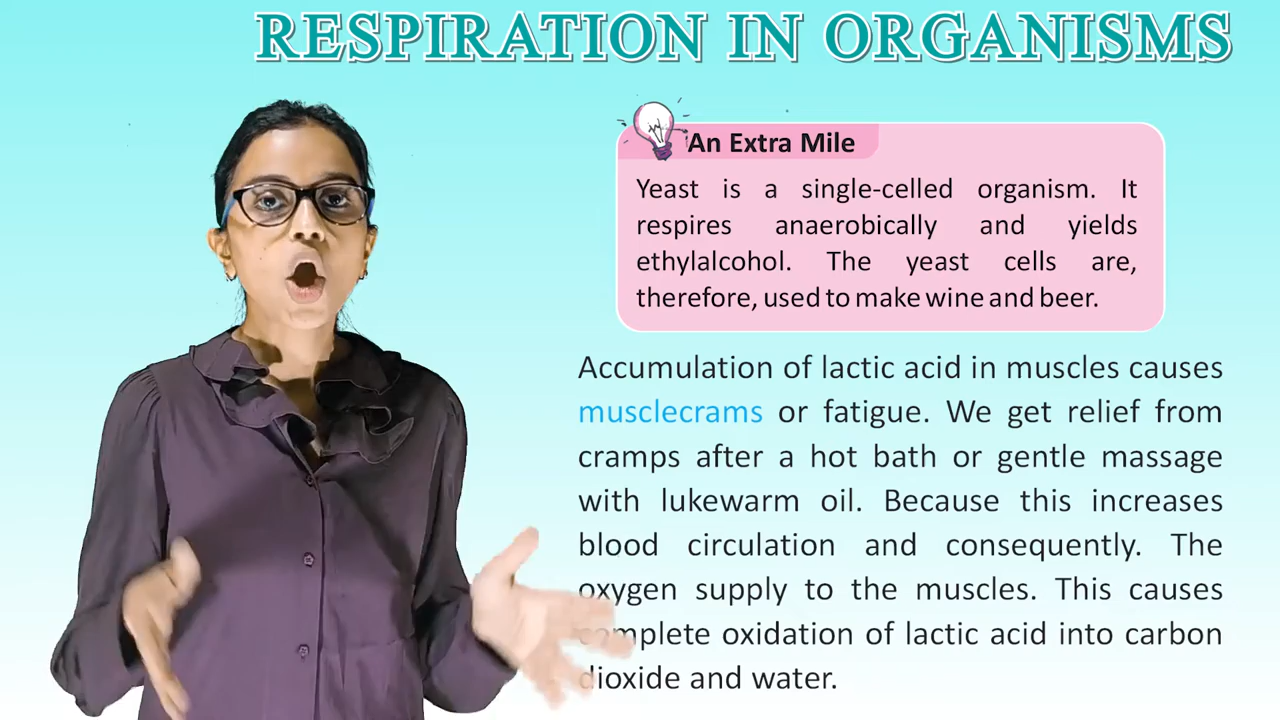 RESPIRATION IN ORGANISMS
An Extra Mile
Yeast is a single-celled organism. It
respires anaerobically and yields
ethylalcohol. The yeast cells are,
therefore, used to make wine and beer.
Accumulation of lactic acid in muscles causes
musclecrams or fatigue. We get relief from
cramps after a hot bath or gentle massage
with lukewarm oil. Because this increases
blood circulation and consequently. The
oxygen supply to the muscles. This causes
complete oxidation of lactic acid into carbon
dioxide and water.